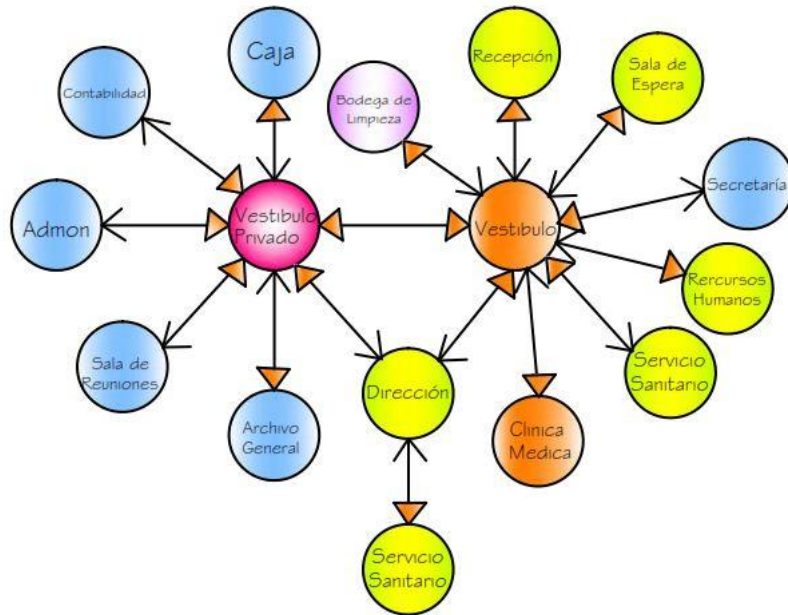 Caja
Recepción
Contabilidad
Bodega de
Limpieza
Sala de
Espera
Secretaría
Admon
Vestibulo
Privado
Vestibulo
Rercursos
Humanos
Sala de
Reuniones
Dirección
Servicio
Sanitario
Archivo
General
Clinica
Medica
Servicio
Sanitario